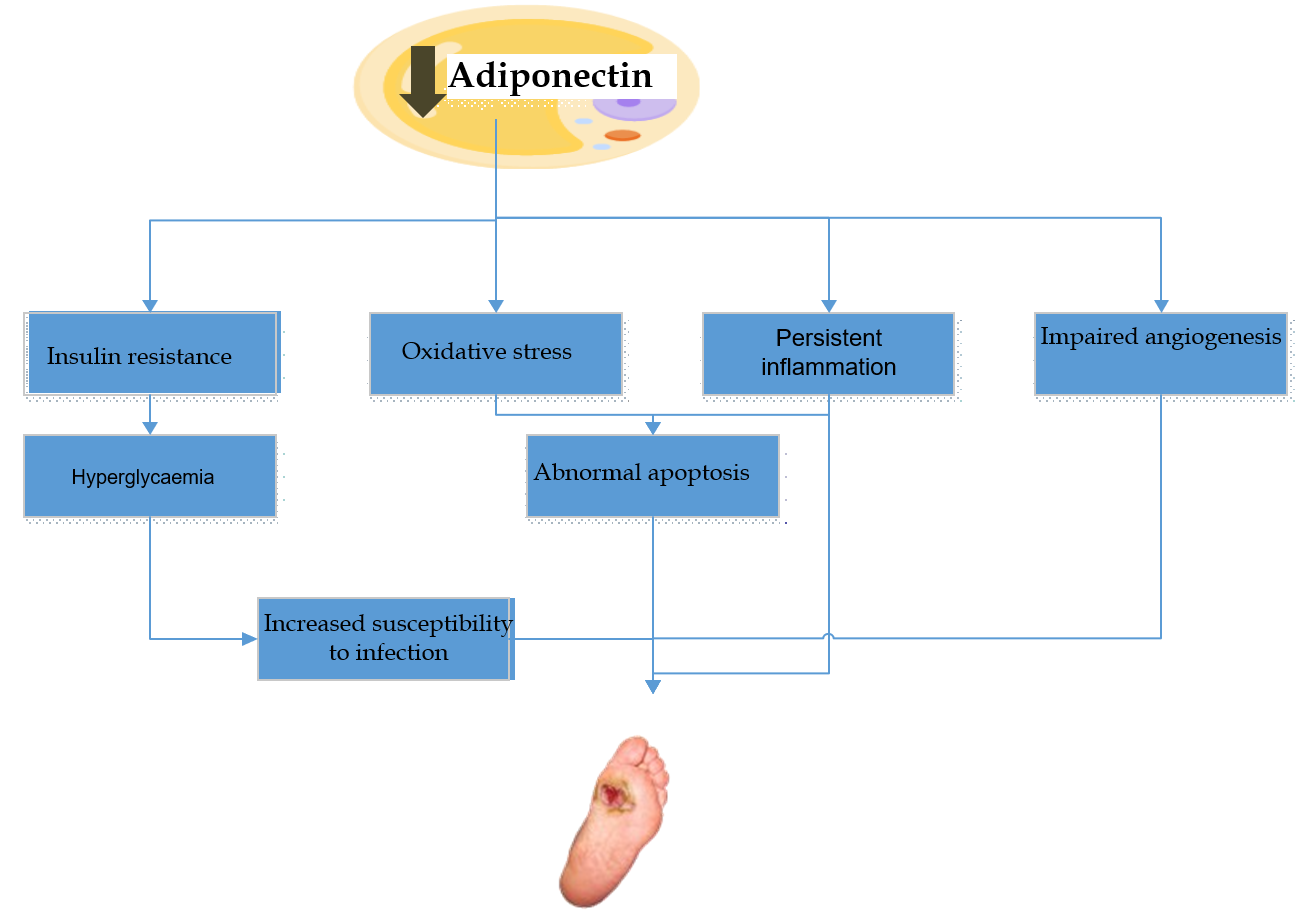 Adiponectin
Insulin resistance
Oxidative stress
Persistent
inflammation
Impaired angiogenesis
Hyperglycaemia
Abnormal apoptosis
Increased susceptibility
to infection